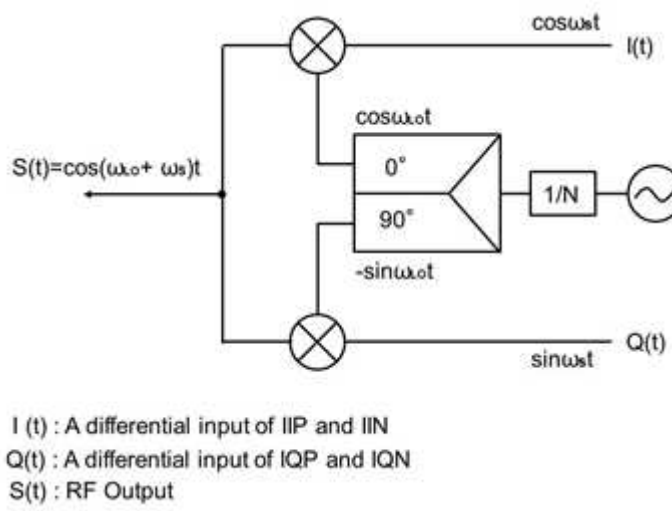 cosωst
I(t)
cosωLOt
S(t)=cos(ωLO+ ωs)t
0°
90°
1/N
-sinωLOt
Q(t)
sinωst
I (t) : A differential input of IIP and IIN
Q(t) : A differential input of IQP and IQN
S(t) : RF Output